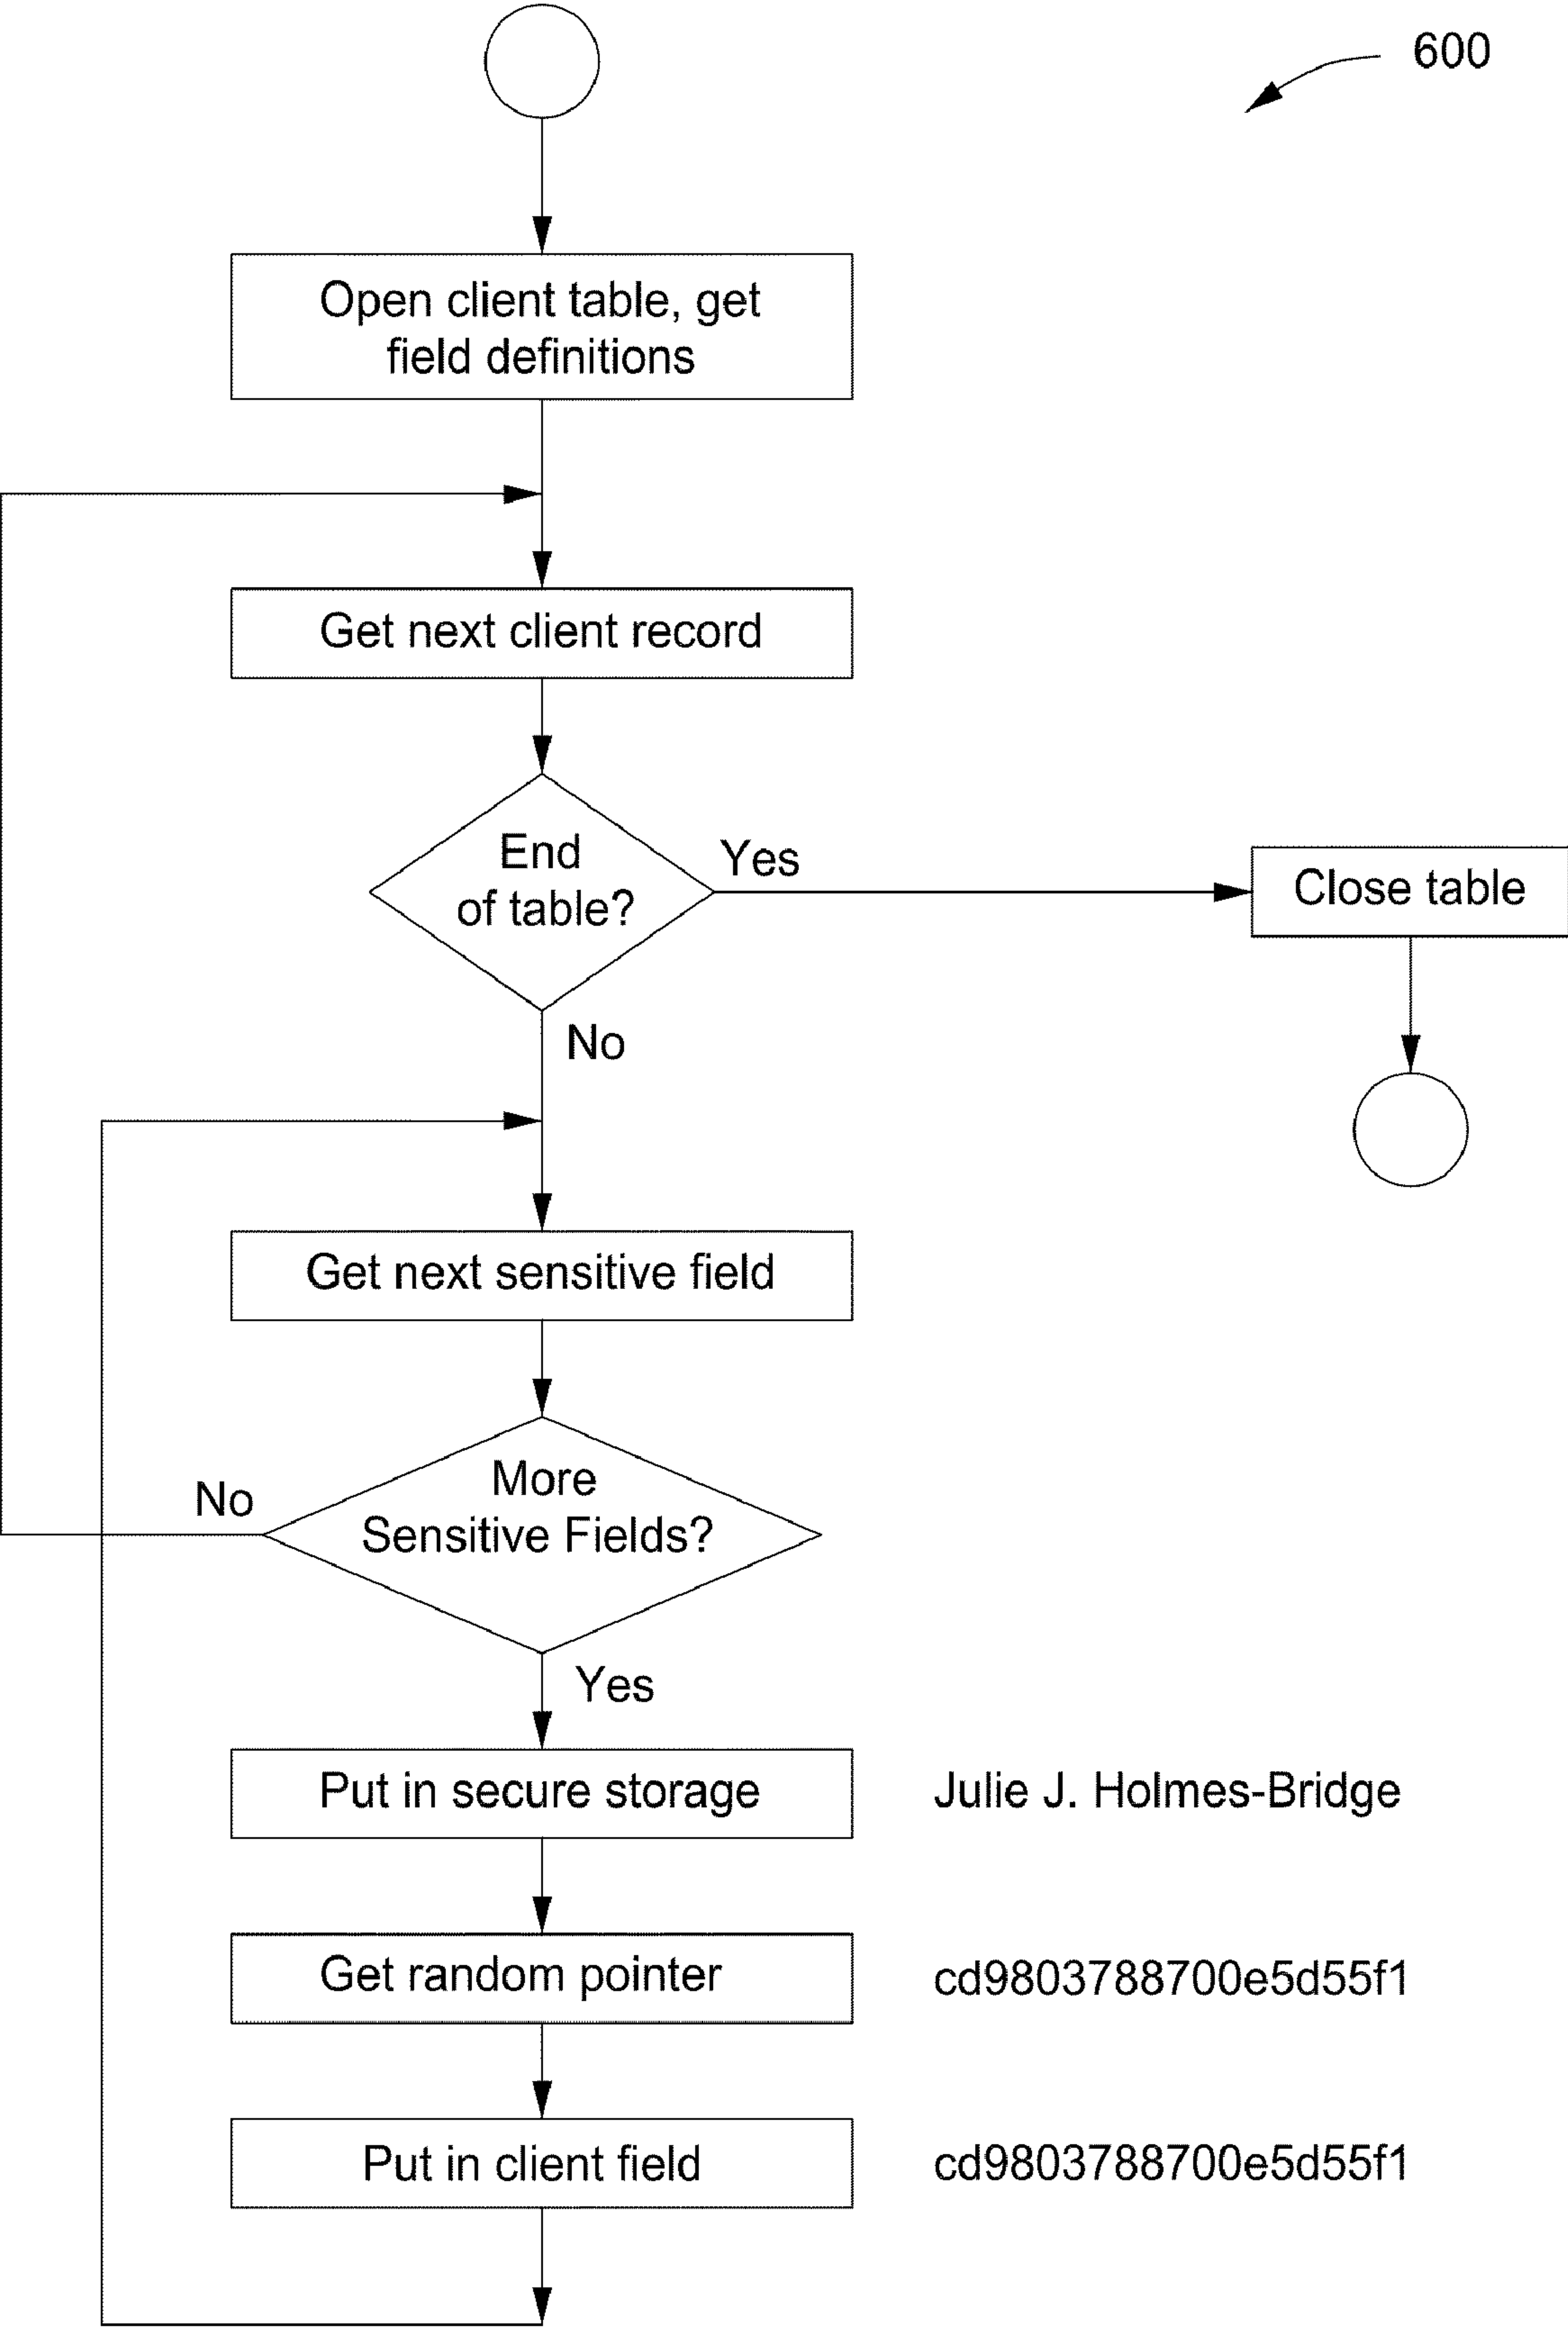 600
Open client table, get
field definitions
Get next client record
End
of table?
Yes
Close table
No
Get next sensitive field
More
Sensitive Fields?
No
Yes
Put in secure storage
Julie J. Holmes-Bridge
Get random pointer
cd9803788700e5d55f1
Put in client field
cd9803788700e5d55f1